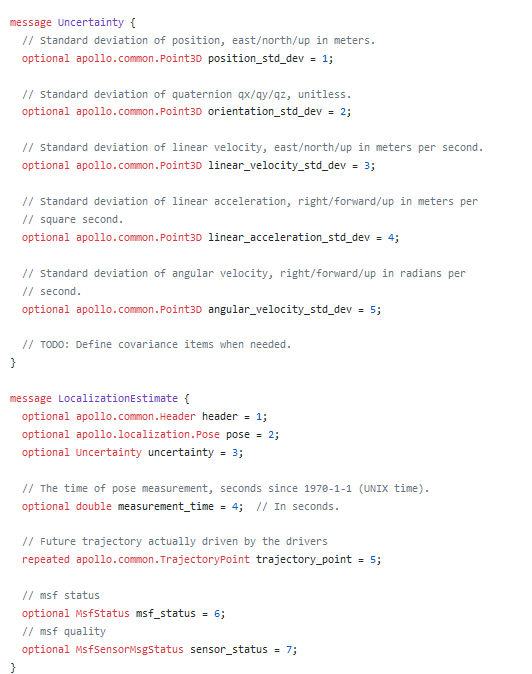 message Uncertainty {
  // Standard deviation of position, east/north/up in meters.
  optional apollo.common.Point3D position_std_dev = 1;
  // Standard deviation of quaternion qx/qy/qz, unitless.
  optional apollo.common.Point3D orientation_std_dev = 2;
  // Standard deviation of linear velocity, east/north/up in meters per second.
  optional apollo.common.Point3D linear_velocity_std_dev = 3;
  // Standard deviation of linear acceleration, right/forward/up in meters per
  // square second.
  optional apollo.common.Point3D linear_acceleration_std_dev = 4;
  // Standard deviation of angular velocity, right/forward/up in radians per
  // second.
  optional apollo.common.Point3D angular_velocity_std_dev = 5;
  // TODO: Define covariance items when needed.
}
message LocalizationEstimate {
  optional apollo.common.Header header = 1;
  optional apollo.localization.Pose pose = 2;
  optional Uncertainty uncertainty = 3;
  // The time of pose measurement, seconds since 1970-1-1 (UNIX time).
  optional double measurement_time = 4;  // In seconds.
  // Future trajectory actually driven by the drivers
  repeated apollo.common.TrajectoryPoint trajectory_point = 5;
  // msf status
  optional MsfStatus msf_status = 6;
  // msf quality
  optional MsfSensorMsgStatus sensor_status = 7;
}